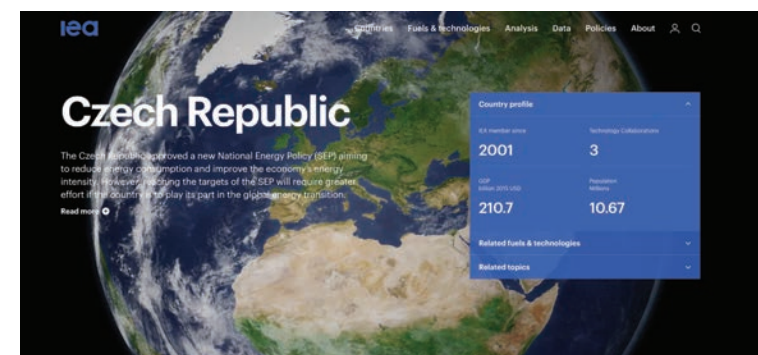 iea
Countries Fuels & technologies Analysis Data Policies About
Czech Republic
The Czech Republic approved a new National Energy Policy (SEP) aiming
to reduce energy consumption and improve the economy's energy
intensity. However, reaching the targets of the SEP will require greater
effort if the country is to play its part in the global energy transition.
Read more
Country profile
IEA member since
2001
Technology Collaborations
3
GDP
billion 2015 USD
210.7
Population
Millions
10.67
Related fuels & technologies
Related topics